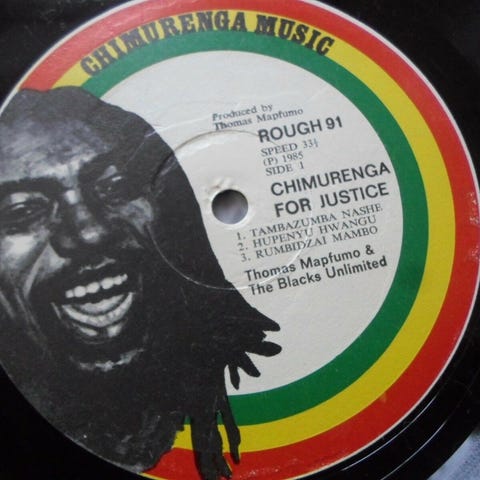 CHIMURENGA MUSIC
Produced by
Thomas Mapfumo
ROUGH 91
SPEED 33⅓
(P) 1985
SIDE 1
CHIMURENGA
FOR JUSTICE
1. TAMBAZUMBA NASHE
2. HUPENYU HWANGU
3. RUMBIDZAI MAMBO
Thomas Mapfumo &
The Blacks Unlimited